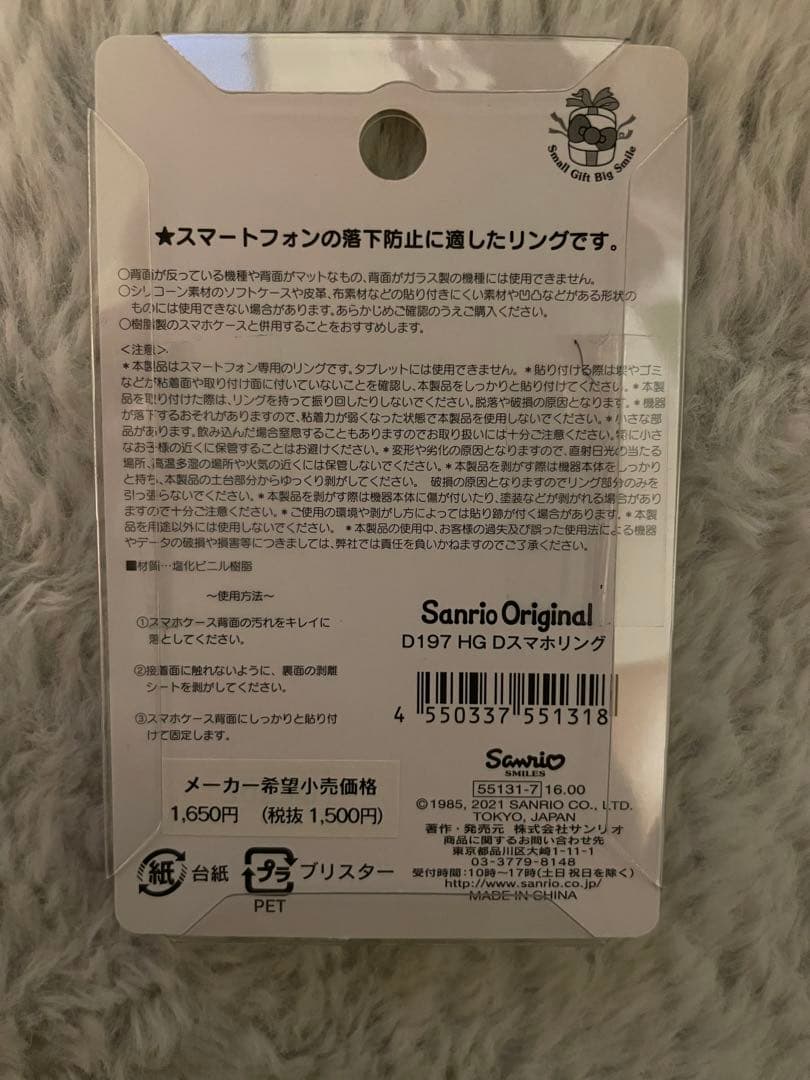 Small Gift Big Smile
★スマートフォンの落下防止に適したリングです。
○背面が反っている機種や背面がマットなもの、背面がガラス製の機種には使用できません。
○シリコーン素材のソフトケースや皮革、布素材などの貼り付きにくい素材や凹凸などがある形状の
ものには使用できない場合があります。あらかじめご確認のうえご購入ください。
○樹脂製のスマホケースと併用することをおすすめします。
<注意>
＊本製品はスマートフォン専用のリングです。タブレットには使用できません。＊貼り付ける際は埃やゴミ
などが粘着面や取り付け面に付いていないことを確認し、本製品をしっかりと貼り付けてください。＊本製
品を取り付けた際は、リングを持って振り回したりしないでください。脱落や破損の原因となります。＊機器
が落下するおそれがありますので、粘着力が弱くなった状態で本製品を使用しないでください。＊小さな部
品があります。飲み込んだ場合窒息することもありますのでお取り扱いには十分ご注意ください。特に小さ
なお子様の近くに保管することはお避けください。＊変形や劣化の原因となりますので、直射日光の当たる
場所、高温多湿の場所や火気の近くには保管しないでください。＊本製品を剥がす際は機器本体をしっかり
と持ち、本製品の土台部分からゆっくり剥がしてください。 破損の原因となりますのでリング部分のみを
引っ張らないでください。＊本製品を剥がす際は機器本体に傷が付いたり、塗装などが剥がれる場合があり
ますので十分ご注意ください。＊ご使用の環境や剥がし方によっては貼り跡が付く場合があります。＊本製
品を用途以外には使用しないでください。 ＊本製品の使用中、お客様の過失及び誤った使用法による機器
やデータの破損や損害等につきましては、弊社では責任を負いかねますのでご了承ください。
■材質…塩化ビニル樹脂
～使用方法～
①スマホケース背面の汚れをキレイに
落としてください。
②接着面に触れないように、裏面の剥離
シートを剥がしてください。
③スマホケース背面にしっかりと貼り付
けて固定します。
Sanrio Original
D197 HG Dスマホリング
4 550337 551318
メーカー希望小売価格
1,650円 （税抜 1,500円）
Sanrio
SMILES
55131-7 16.00
©1985, 2021 SANRIO CO., LTD.
TOKYO, JAPAN
著作・発売元 株式会社サンリオ
商品に関するお問い合わせ先
東京都品川区大崎1-11-1
03-3779-8148
受付時間:10時～17時(土日祝日を除く)
http://www.sanrio.co.jp/
MADE IN CHINA
紙 台紙
プラ ブリスター
PET